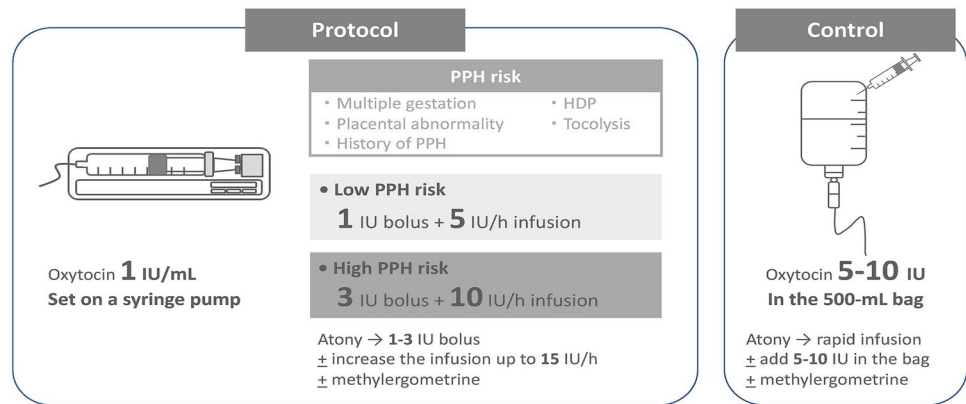 Protocol
PPH risk
・Multiple gestation
・HDP
・Placental abnormality
・Tocolysis
・History of PPH
• Low PPH risk
1 IU bolus + 5 IU/h infusion
• High PPH risk
3 IU bolus + 10 IU/h infusion
Oxytocin 1 IU/mL
Set on a syringe pump
Atony → 1-3 IU bolus
± increase the infusion up to 15 IU/h
± methylergometrine
Control
Oxytocin 5-10 IU
In the 500-mL bag
Atony → rapid infusion
± add 5-10 IU in the bag
± methylergometrine